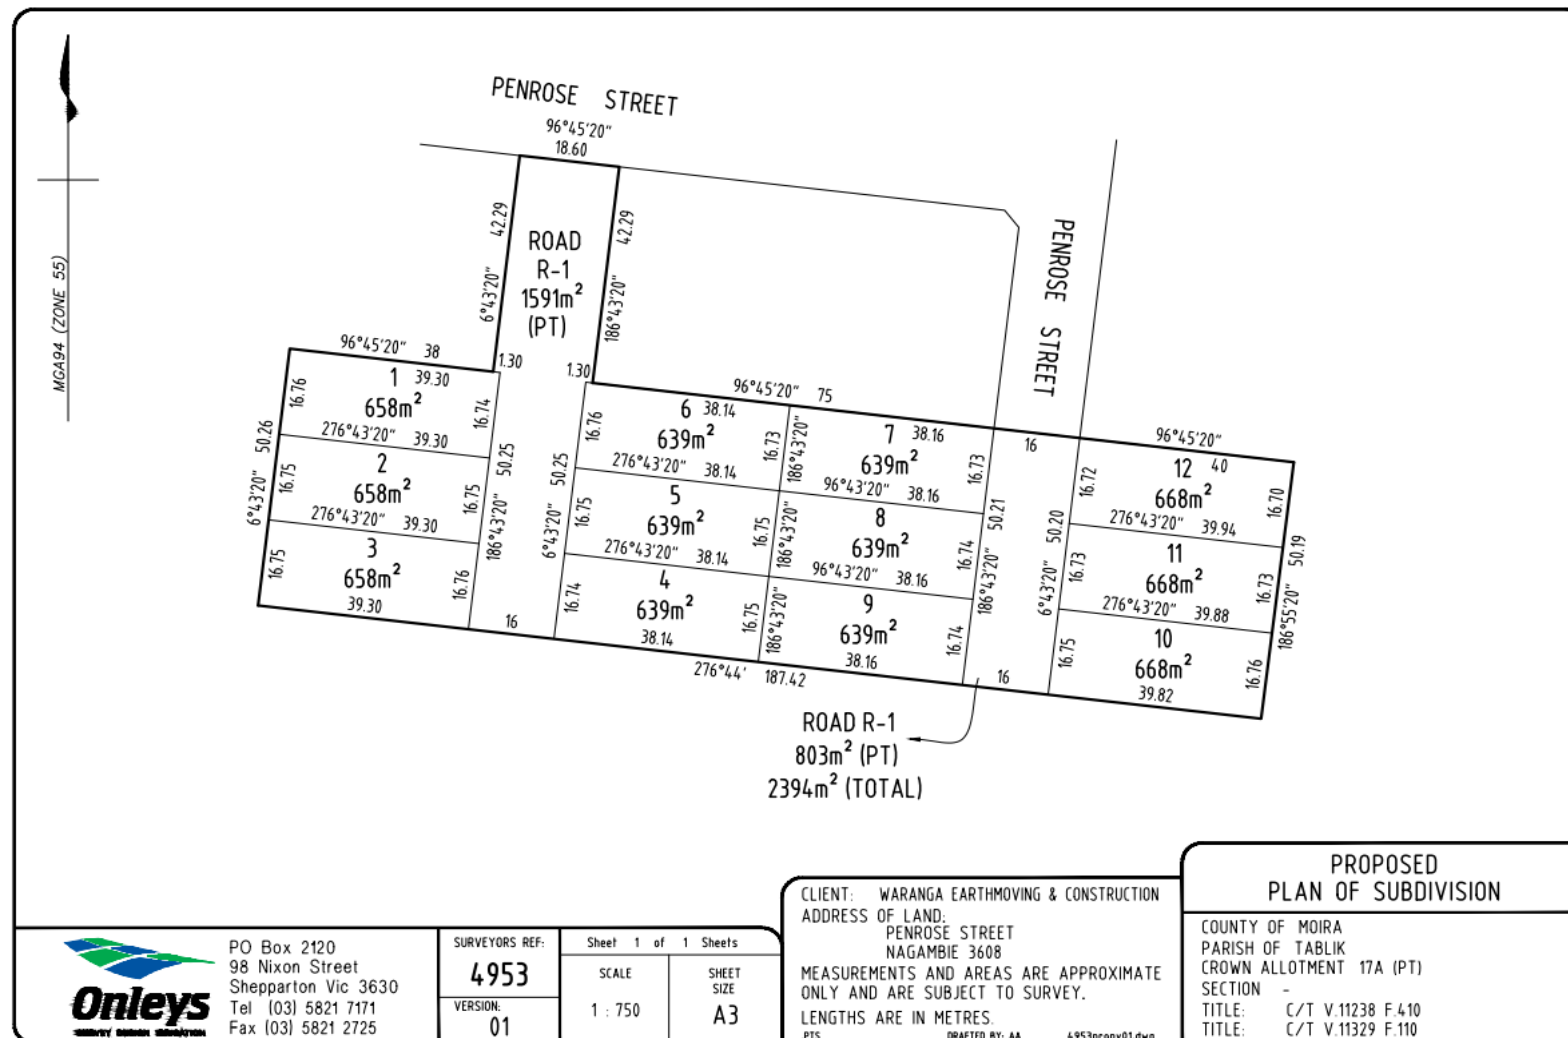 PENROSE STREET
96°45'20"
18.60
42.29
6°43'20"
ROAD
R-1
1591m²
(PT)
42.29
186°43'20"
PENROSE STREET
MGA94 (ZONE 55)
96°45'20" 38
1.30
1.30
1 39.30
658m²
16.76
16.74
276°43'20" 39.30
2
658m²
16.75
16.75
276°43'20" 39.30
3
658m²
16.75
16.76
39.30
50.26
6°43'20"
50.25
186°43'20"
16
50.25
6°43'20"
96°45'20" 75
6 38.14
639m²
16.76
16.73
186°43'20"
276°43'20" 38.14
5
639m²
16.75
16.75
186°43'20"
276°43'20" 38.14
4
639m²
16.74
16.75
186°43'20"
38.14
7 38.16
639m²
16.73
96°43'20" 38.16
8
639m²
16.74
96°43'20" 38.16
9
639m²
16.74
38.16
50.21
186°43'20"
16
16
50.20
6°43'20"
96°45'20"
40
12
668m²
16.72
16.70
276°43'20" 39.94
11
668m²
16.73
16.73
276°43'20" 39.88
10
668m²
16.75
16.76
39.82
50.19
186°55'20"
276°44' 187.42
ROAD R-1
803m² (PT)
2394m² (TOTAL)
PROPOSED
PLAN OF SUBDIVISION
COUNTY OF MOIRA
PARISH OF TABLIK
CROWN ALLOTMENT 17A (PT)
SECTION -
TITLE: C/T V.11238 F.410
TITLE: C/T V.11329 F.110
CLIENT: WARANGA EARTHMOVING & CONSTRUCTION
ADDRESS OF LAND:
PENROSE STREET
NAGAMBIE 3608
MEASUREMENTS AND AREAS ARE APPROXIMATE
ONLY AND ARE SUBJECT TO SURVEY.
LENGTHS ARE IN METRES.
PTS DRAFTED BY: AA 4953propv01.dwg
Sheet 1 of 1 Sheets
SCALE
1 : 750
SHEET
SIZE
A3
SURVEYORS REF:
4953
VERSION:
01
Onleys
SURVEY DESIGN INNOVATION
PO Box 2120
98 Nixon Street
Shepparton Vic 3630
Tel (03) 5821 7171
Fax (03) 5821 2725